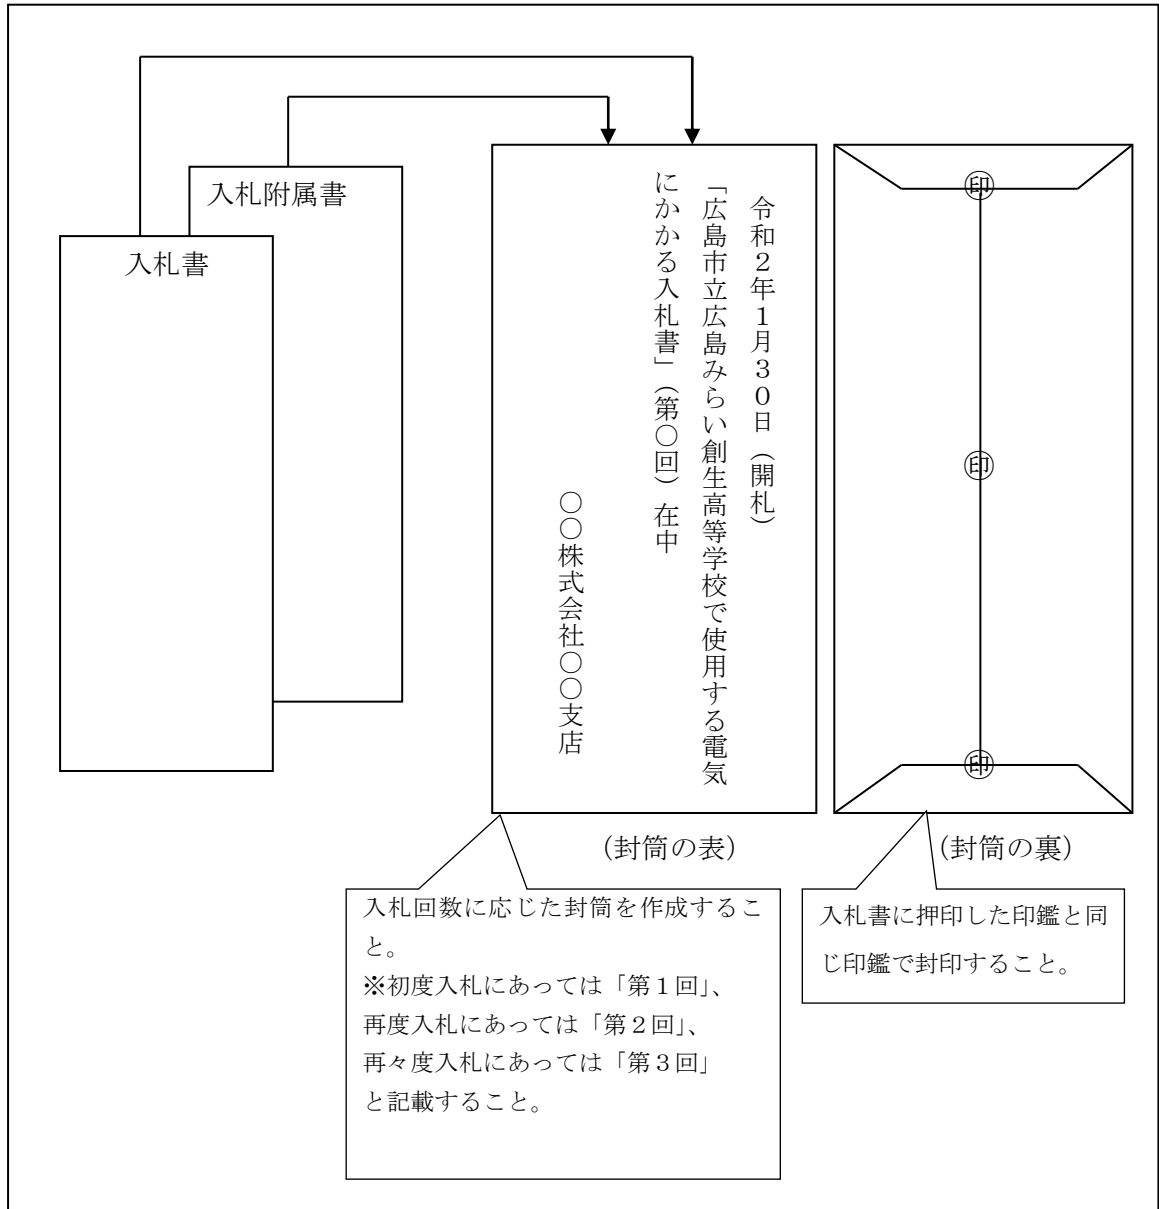 入札附属書
入札書
令和２年１月３０日（開札）
「広島市立広島みらい創生高等学校で使用する電気
にかかる入札書」（第〇回）在中
〇〇株式会社〇〇支店
㊞
㊞
㊞
（封筒の表）
（封筒の裏）
入札回数に応じた封筒を作成するこ
と。
※初度入札にあっては「第１回」、
再度入札にあっては「第２回」、
再々度入札にあっては「第３回」
と記載すること。
入札書に押印した印鑑と同
じ印鑑で封印すること。